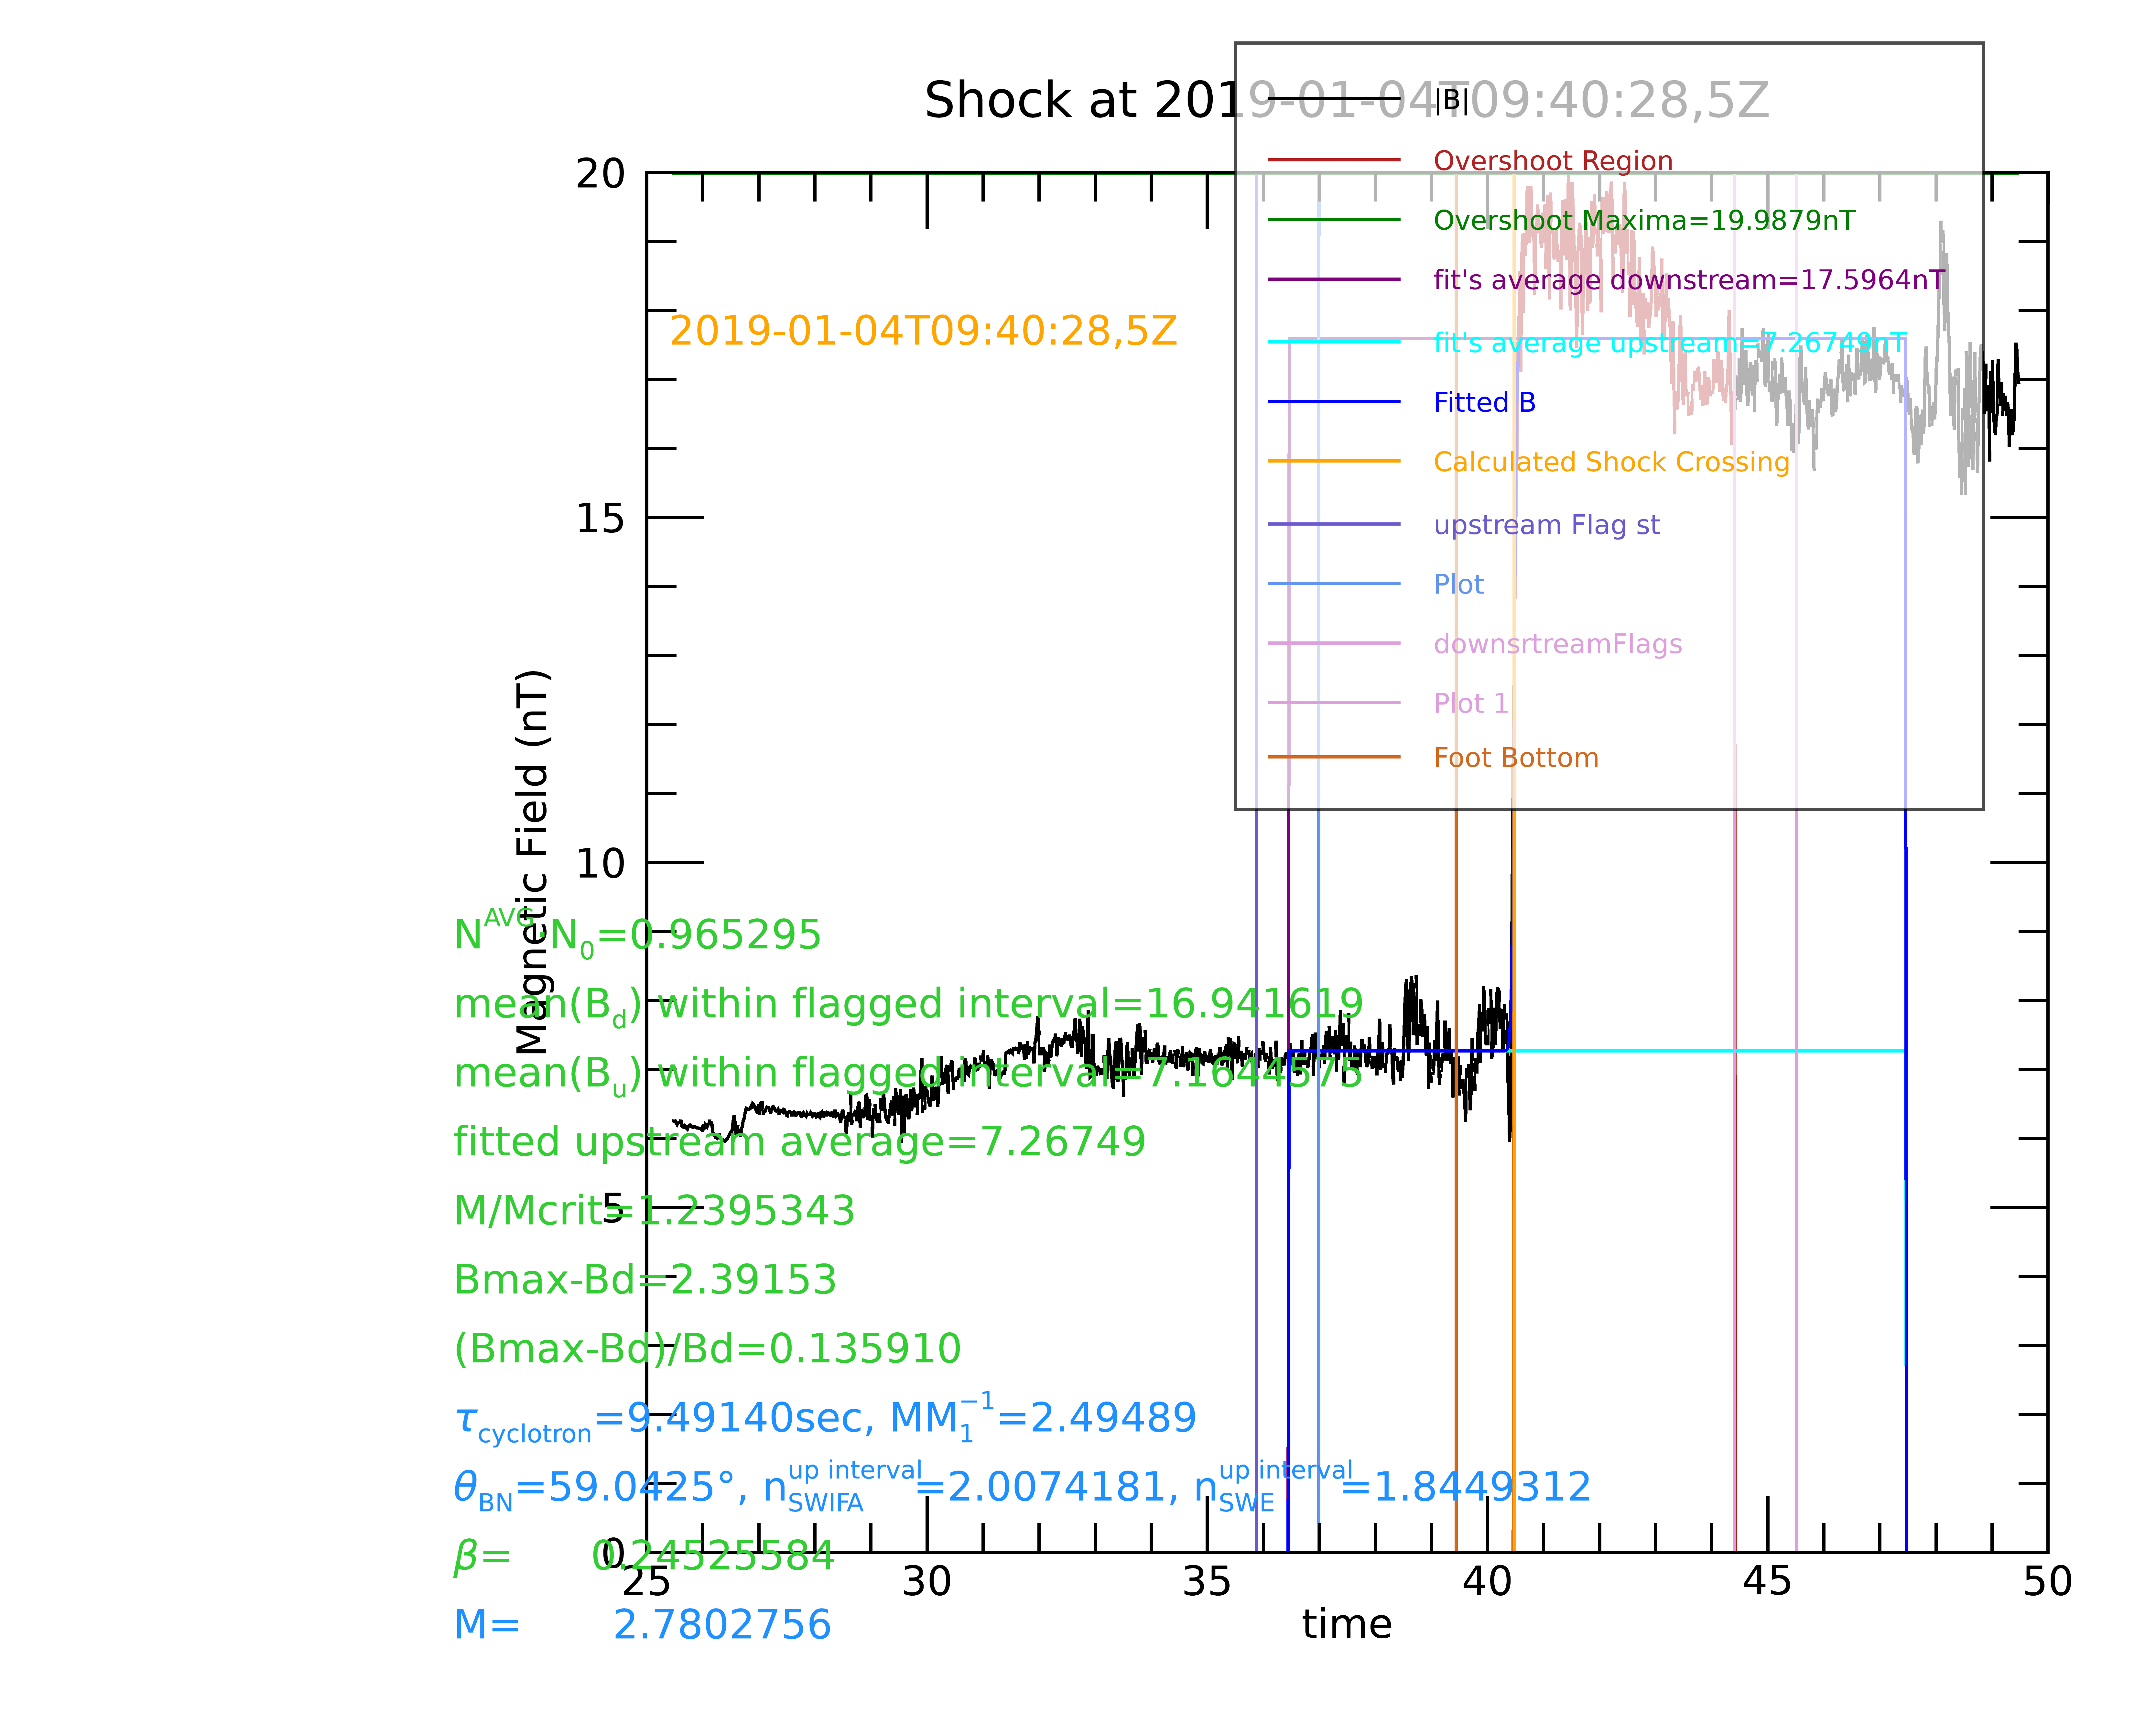 Shock at 2019-01-04T09:40:28,5Z
|B|
Overshoot Region
Overshoot Maxima=19.9879nT
fit's average downstream=17.5964nT
fit's average upstream=7.26749nT
Fitted B
Calculated Shock Crossing
upstream Flag st
Plot
downsrtreamFlags
Plot 1
Foot Bottom
2019-01-04T09:40:28,5Z
20
15
10
5
0
Magnetic Field (nT)
N^AVG·N_0=0.965295
mean(B_d) within flagged interval=16.941619
mean(B_u) within flagged interval=7.1644575
fitted upstream average=7.26749
M/Mcrit=1.2395343
Bmax-Bd=2.39153
(Bmax-Bd)/Bd=0.135910
τ_cyclotron=9.49140sec, MM_1^−1=2.49489
θ_BN=59.0425°, n_SWIFA^up interval=2.0074181, n_SWE^up interval=1.8449312
β= 0.24525584
M= 2.7802756
25 30 35 40 45 50
time